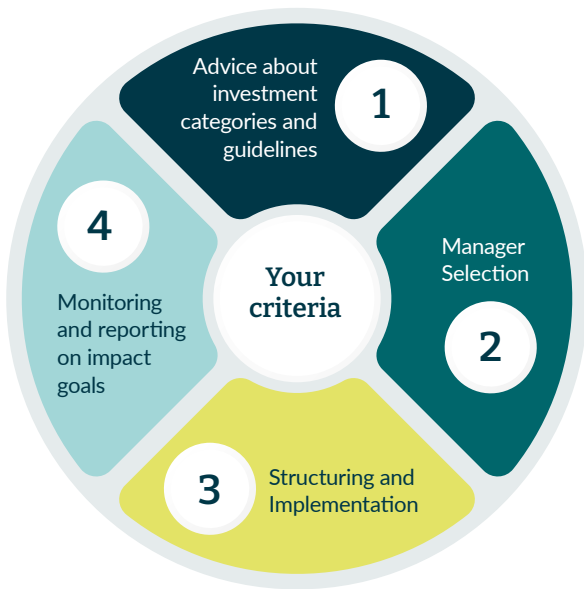 Advice about
investment
categories and
guidelines
1
Manager
Selection
2
Structuring and
Implementation
3
4
Monitoring
and reporting
on impact
goals
Your
criteria